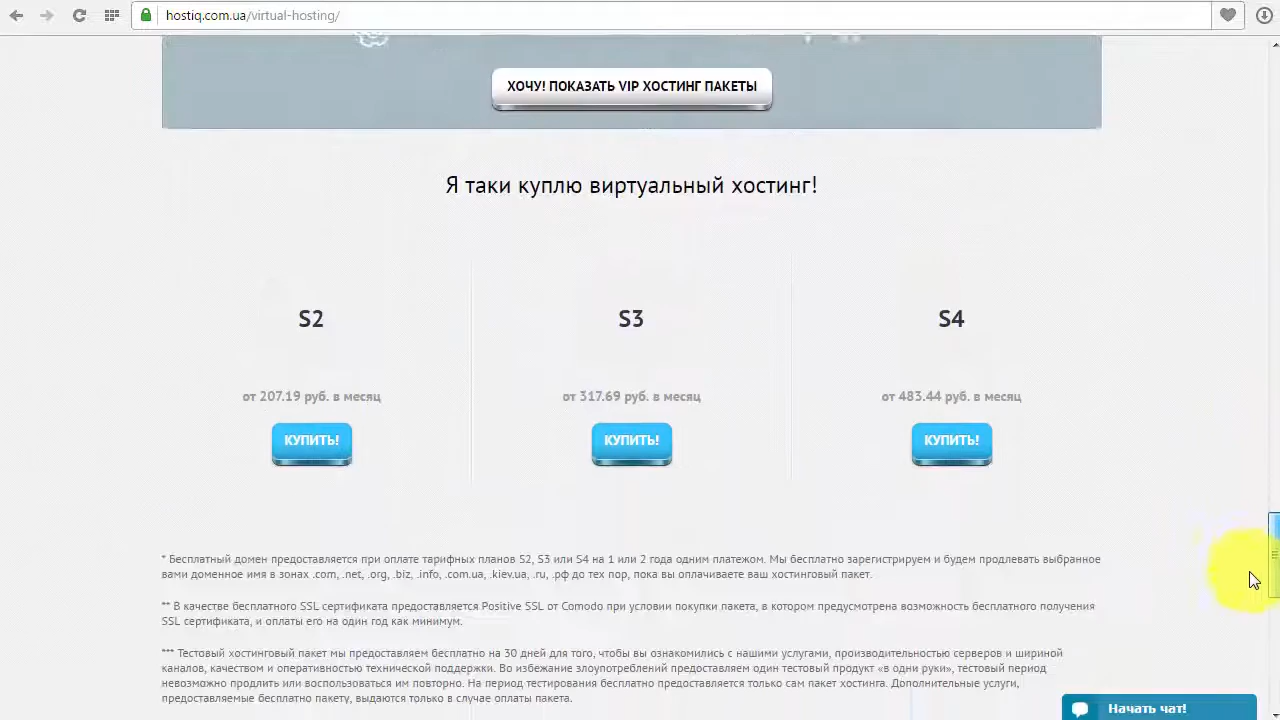 hostiq.com.ua/virtual-hosting/
ХОЧУ! ПОКАЗАТЬ VIP ХОСТИНГ ПАКЕТЫ
Я таки куплю виртуальный хостинг!
S2
S3
S4
от 207.19 руб. в месяц
от 317.69 руб. в месяц
от 483.44 руб. в месяц
КУПИТЬ!
КУПИТЬ!
КУПИТЬ!
* Бесплатный домен предоставляется при оплате тарифных планов S2, S3 или S4 на 1 или 2 года одним платежом. Мы бесплатно зарегистрируем и будем продлевать выбранное
вами доменное имя в зонах .com, .net, .org, .biz, .info, .com.ua, .kiev.ua, .ru, .рф до тех пор, пока вы оплачиваете ваш хостинговый пакет.
** В качестве бесплатного SSL сертификата предоставляется Positive SSL от Comodo при условии покупки пакета, в котором предусмотрена возможность бесплатного получения
SSL сертификата, и оплаты его на один год как минимум.
*** Тестовый хостинговый пакет мы предоставляем бесплатно на 30 дней для того, чтобы вы ознакомились с нашими услугами, производительностью серверов и шириной
каналов, качеством и оперативностью технической поддержки. Во избежание злоупотреблений предоставляем один тестовый продукт «в одни руки», тестовый период
невозможно продлить или воспользоваться им повторно. На период тестирования бесплатно предоставляется только сам пакет хостинга. Дополнительные услуги,
предоставляемые бесплатно пакету, выдаются только в случае оплаты пакета.
Начать чат!